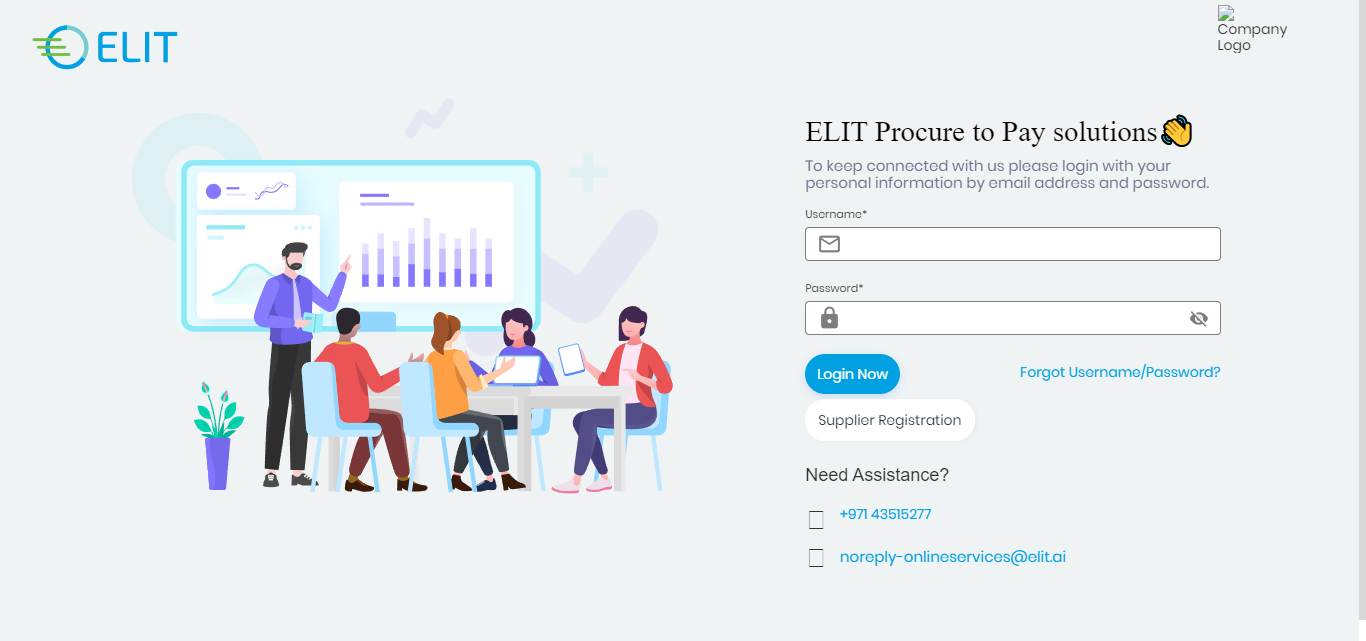 ELIT
Company
Logo
ELIT Procure to Pay solutions👋
To keep connected with us please login with your
personal information by email address and password.
Username*
Password*
Login Now
Forgot Username/Password?
Supplier Registration
Need Assistance?
+971 43515277
noreply-onlineservices@elit.ai